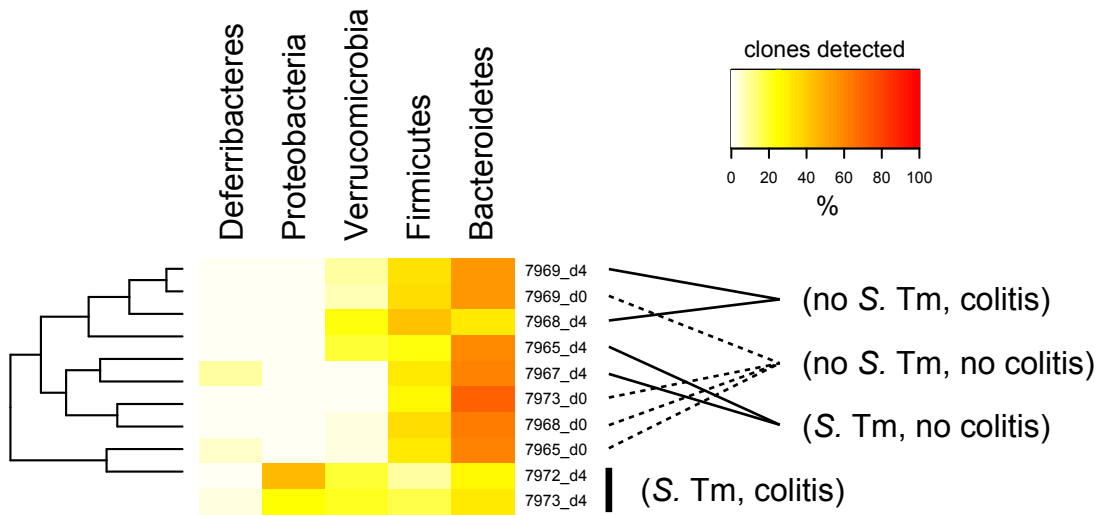 clones detected
0 20 40 60 80 100
%
Deferribacteres
Proteobacteria
Verrucomicrobia
Firmicutes
Bacteroidetes
7969_d4
7969_d0
7968_d4
7965_d4
7967_d4
7973_d0
7968_d0
7965_d0
7972_d4
7973_d4
(no S. Tm, colitis)
(no S. Tm, no colitis)
(S. Tm, no colitis)
(S. Tm, colitis)